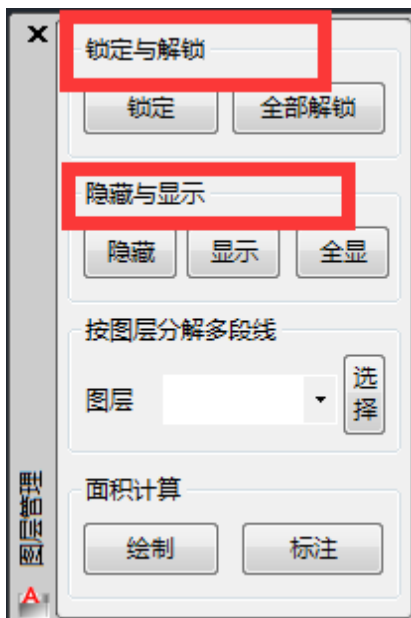 锁定与解锁
锁定 全部解锁
隐藏与显示
隐藏 显示 全显
按图层分解多段线
图层 选择
面积计算
绘制 标注
图层管理